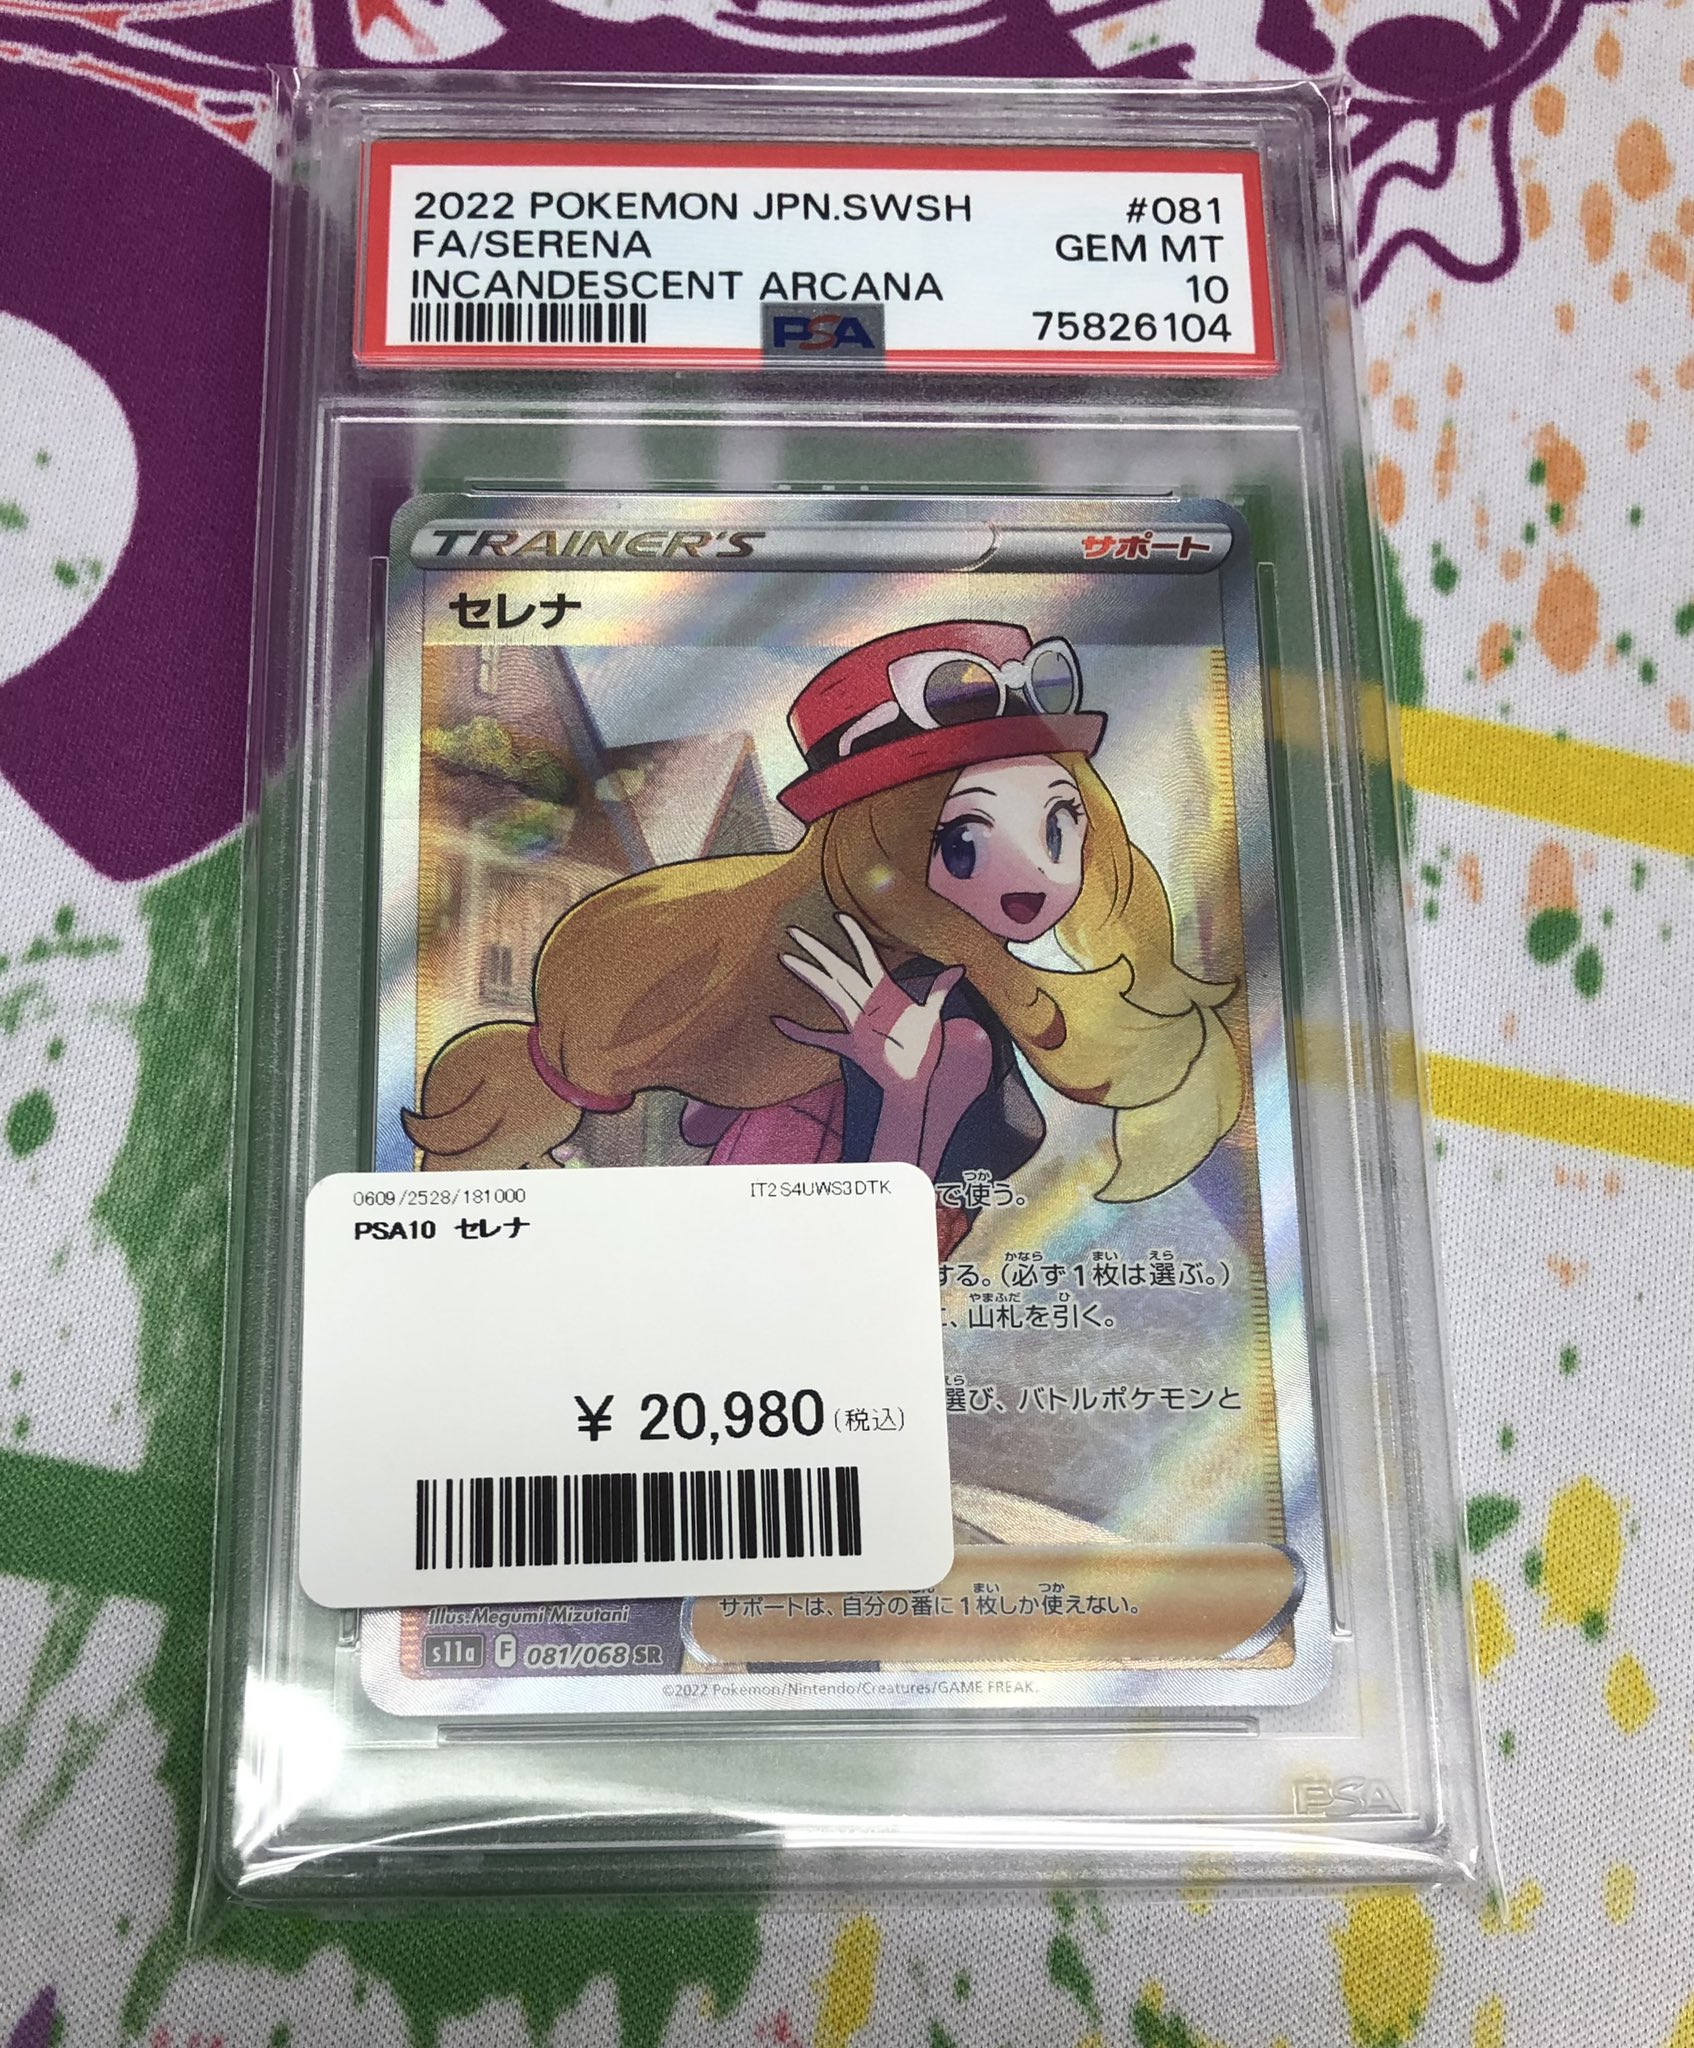 2022 POKEMON JPN.SWSH #081
FA/SERENA GEM MT
INCANDESCENT ARCANA 10
PSA 75826104
TRAINER'S サポート
セレナ
で使う。
する。(必ず1枚は選ぶ。)
、山札を引く。
選び、バトルポケモンと
0609/2528/181000 IT2S4UWS3DTK
PSA10 セレナ
¥ 20,980(税込)
サポートは、自分の番に1枚しか使えない。
Illus.Megumi Mizutani
s11a F 081/068 SR
©2022 Pokémon/Nintendo/Creatures/GAME FREAK.
PSA